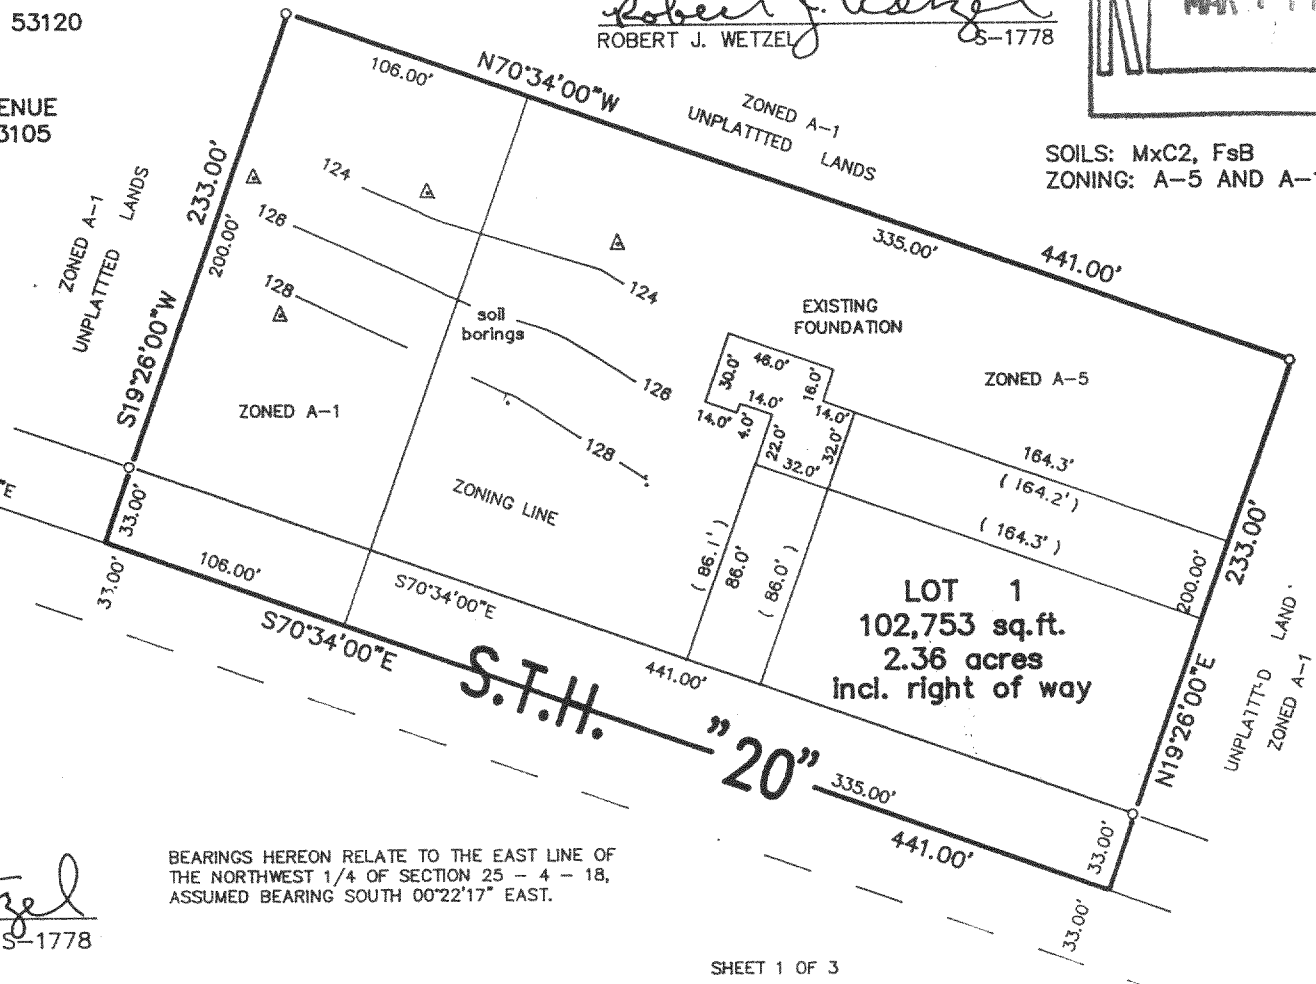 53120
ROBERT J. WETZEL
S-1778
ENUE
3105
SOILS: MxC2, FsB
ZONING: A-5 AND A-1
106.00'
N70°34'00"W
ZONED A-1
UNPLATTTED LANDS
335.00'
441.00'
ZONED A-1
UNPLATTTED LANDS
233.00'
200.00'
S19°26'00"W
124
124
126
126
128
128
soil
borings
EXISTING
FOUNDATION
46.0'
30.0'
16.0'
14.0'
14.0'
14.0'
4.0'
22.0'
32.0'
32.0'
ZONED A-5
ZONED A-1
ZONING LINE
164.3'
( 164.2' )
( 164.3' )
( 86.1' )
86.0'
( 86.0' )
LOT 1
102,753 sq.ft.
2.36 acres
incl. right of way
233.00'
200.00'
N19°26'00"E
UNPLATTT'D LAND
ZONED A-1
"E
33.00'
33.00'
106.00'
S70°34'00"E
S70°34'00"E
441.00'
S.T.H. "20"
335.00'
441.00'
33.00'
33.00'
BEARINGS HEREON RELATE TO THE EAST LINE OF
THE NORTHWEST 1/4 OF SECTION 25 - 4 - 18,
ASSUMED BEARING SOUTH 00°22'17" EAST.
S-1778
SHEET 1 OF 3